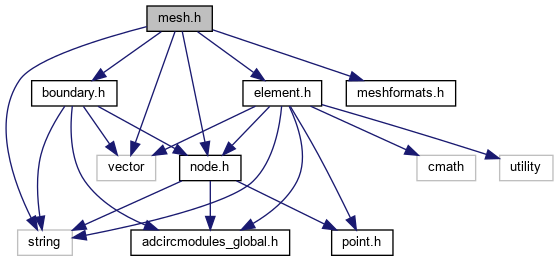 mesh.h
boundary.h
element.h
meshformats.h
vector
node.h
cmath
utility
string
adcircmodules_global.h
point.h